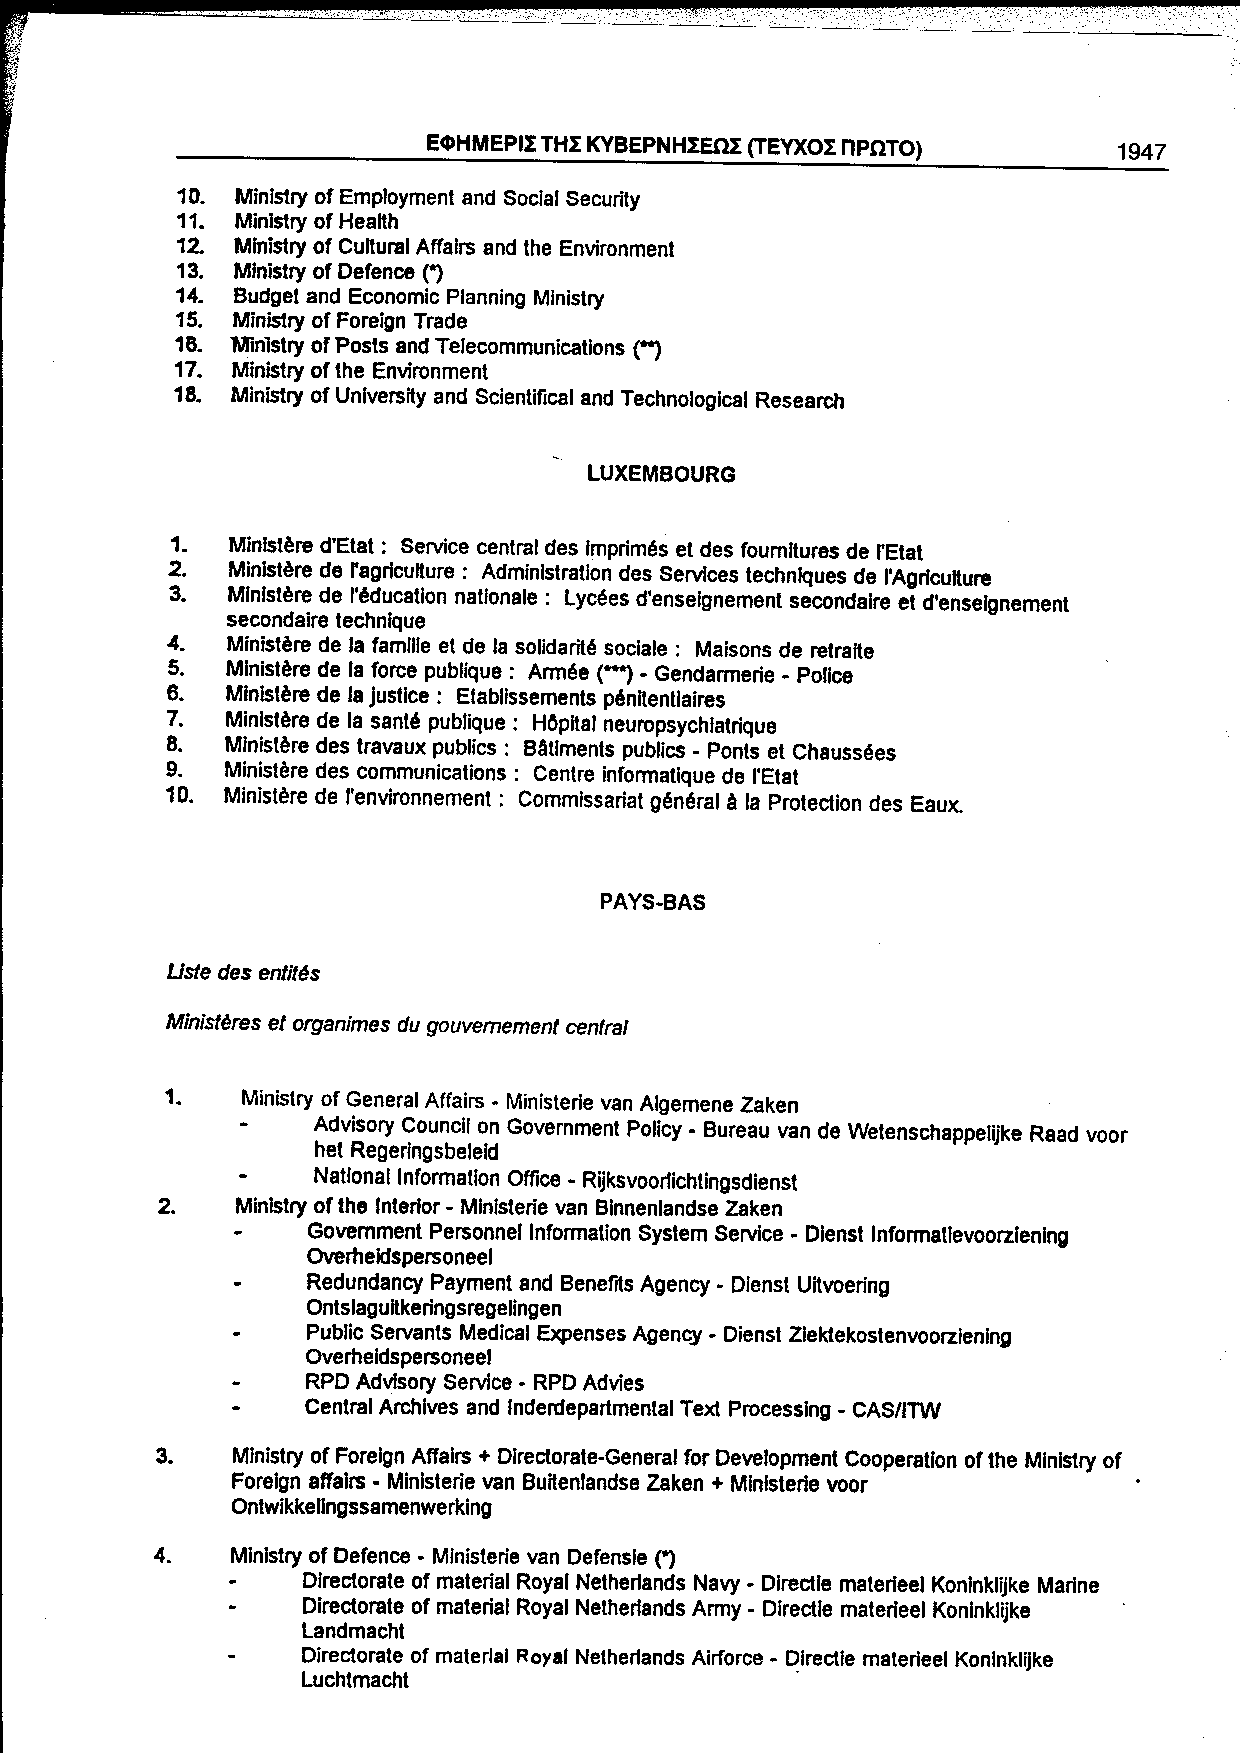 ΕΦΗΜΕΡΙΣ ΤΗΣ ΚΥΒΕΡΝΗΣΕΩΣ (ΤΕΥΧΟΣ ΠΡΩΤΟ) 1947
10. Ministry of Employment and Social Security
11. Ministry of Health
12. Ministry of Cultural Affairs and the Environment
13. Ministry of Defence (*)
14. Budget and Economic Planning Ministry
15. Ministry of Foreign Trade
16. Ministry of Posts and Telecommunications (**)
17. Ministry of the Environment
18. Ministry of University and Scientifical and Technological Research
LUXEMBOURG
1. Ministère d'Etat : Service central des imprimés et des fournitures de l'Etat
2. Ministère de l'agriculture : Administration des Services techniques de l'Agriculture
3. Ministère de l'éducation nationale : Lycées d'enseignement secondaire et d'enseignement
secondaire technique
4. Ministère de la famille et de la solidarité sociale : Maisons de retraite
5. Ministère de la force publique : Armée (***) - Gendarmerie - Police
6. Ministère de la justice : Etablissements pénitentiaires
7. Ministère de la santé publique : Hôpital neuropsychiatrique
8. Ministère des travaux publics : Bâtiments publics - Ponts et Chaussées
9. Ministère des communications : Centre informatique de l'Etat
10. Ministère de l'environnement : Commissariat général à la Protection des Eaux.
PAYS-BAS
Liste des entités
Ministères et organimes du gouvernement central
1. Ministry of General Affairs - Ministerie van Algemene Zaken
- Advisory Council on Government Policy - Bureau van de Wetenschappelijke Raad voor
het Regeringsbeleid
- National Information Office - Rijksvoorlichtingsdienst
2. Ministry of the Interior - Ministerie van Binnenlandse Zaken
- Government Personnel Information System Service - Dienst Informatievoorziening
Overheidspersoneel
- Redundancy Payment and Benefits Agency - Dienst Uitvoering
Ontslaguitkeringsregelingen
- Public Servants Medical Expenses Agency - Dienst Ziektekostenvoorziening
Overheidspersoneel
- RPD Advisory Service - RPD Advies
- Central Archives and Inderdepartmental Text Processing - CAS/ITW
3. Ministry of Foreign Affairs + Directorate-General for Development Cooperation of the Ministry of
Foreign affairs - Ministerie van Buitenlandse Zaken + Ministerie voor
Ontwikkelingssamenwerking
4. Ministry of Defence - Ministerie van Defensie (*)
- Directorate of material Royal Netherlands Navy - Directie materieel Koninklijke Marine
- Directorate of material Royal Netherlands Army - Directie materieel Koninklijke
Landmacht
- Directorate of material Royal Netherlands Airforce - Directie materieel Koninklijke
Luchtmacht